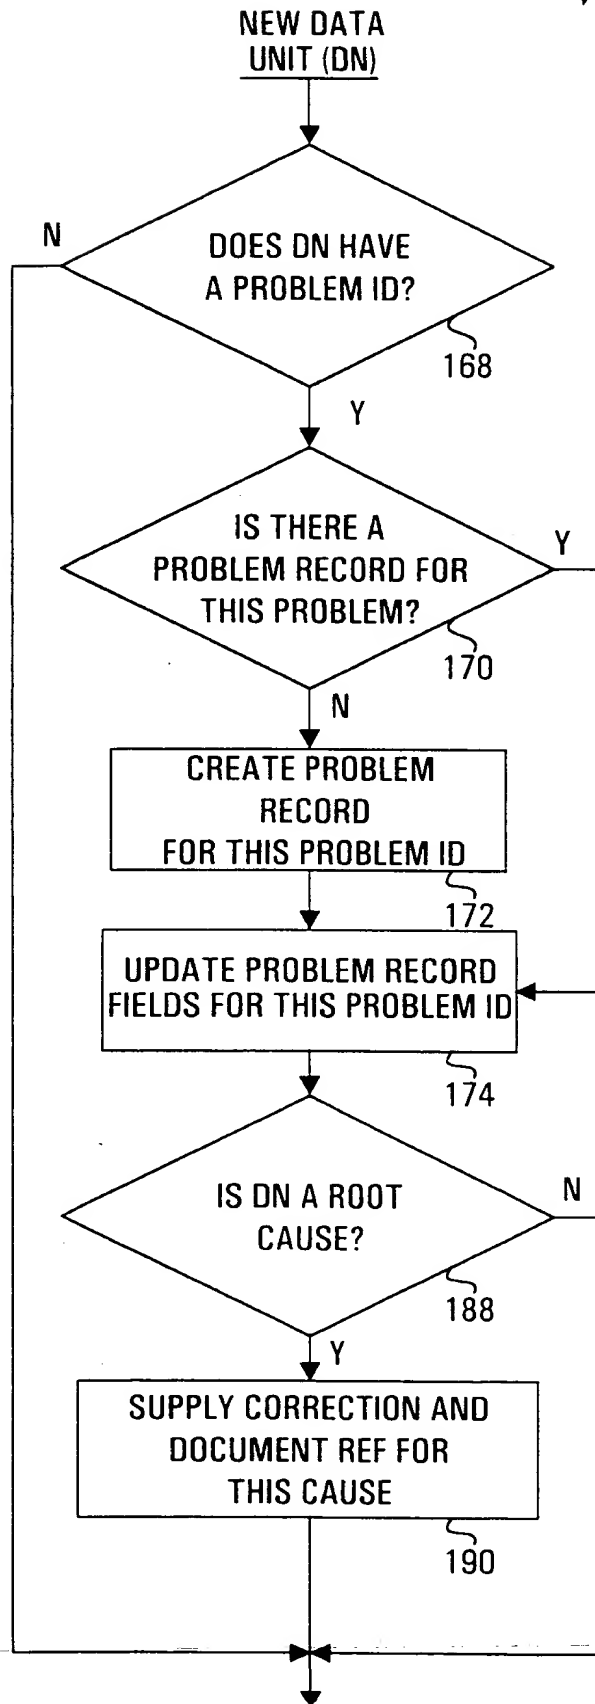 NEW DATA
UNIT (DN)
N
DOES DN HAVE
A PROBLEM ID?
168
Y
IS THERE A
PROBLEM RECORD FOR
THIS PROBLEM?
Y
170
N
CREATE PROBLEM
RECORD
FOR THIS PROBLEM ID
172
UPDATE PROBLEM RECORD
FIELDS FOR THIS PROBLEM ID
174
IS DN A ROOT
CAUSE?
N
188
Y
SUPPLY CORRECTION AND
DOCUMENT REF FOR
THIS CAUSE
190